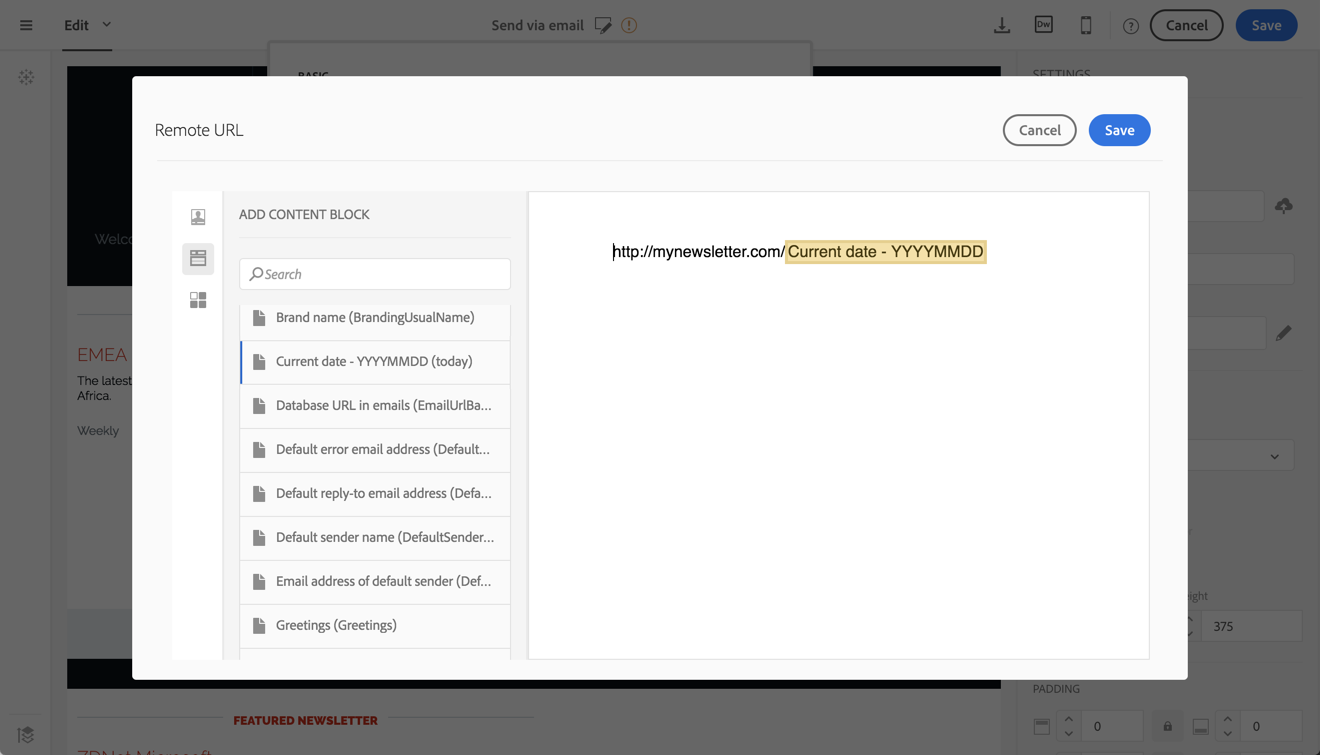 Edit
Send via email
Dw
?
Cancel
Save
BASIC
SETTINGS
Remote URL
Cancel
Save
ADD CONTENT BLOCK
Search
http://mynewsletter.com/ Current date - YYYYMMDD
Brand name (BrandingUsualName)
Current date - YYYYMMDD (today)
Database URL in emails (EmailUrlBa...
Default error email address (Default...
Default reply-to email address (Defa...
Default sender name (DefaultSender...
Email address of default sender (Def...
Greetings (Greetings)
EMEA
The latest
Africa.
Weekly
375
PADDING
0
0
FEATURED NEWSLETTER
ZDNet Microsoft